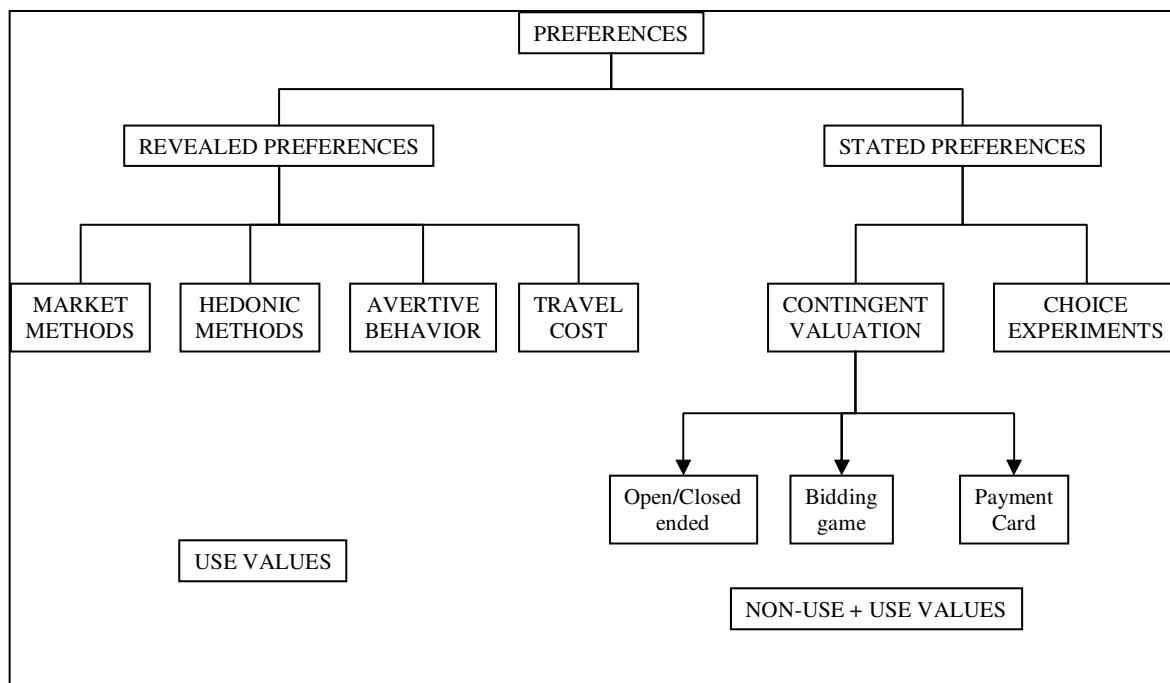 PREFERENCES
REVEALED PREFERENCES
STATED PREFERENCES
MARKET
METHODS
HEDONIC
METHODS
AVERTIVE
BEHAVIOR
TRAVEL
COST
CONTINGENT
VALUATION
CHOICE
EXPERIMENTS
Open/Closed
ended
Bidding
game
Payment
Card
USE VALUES
NON-USE + USE VALUES